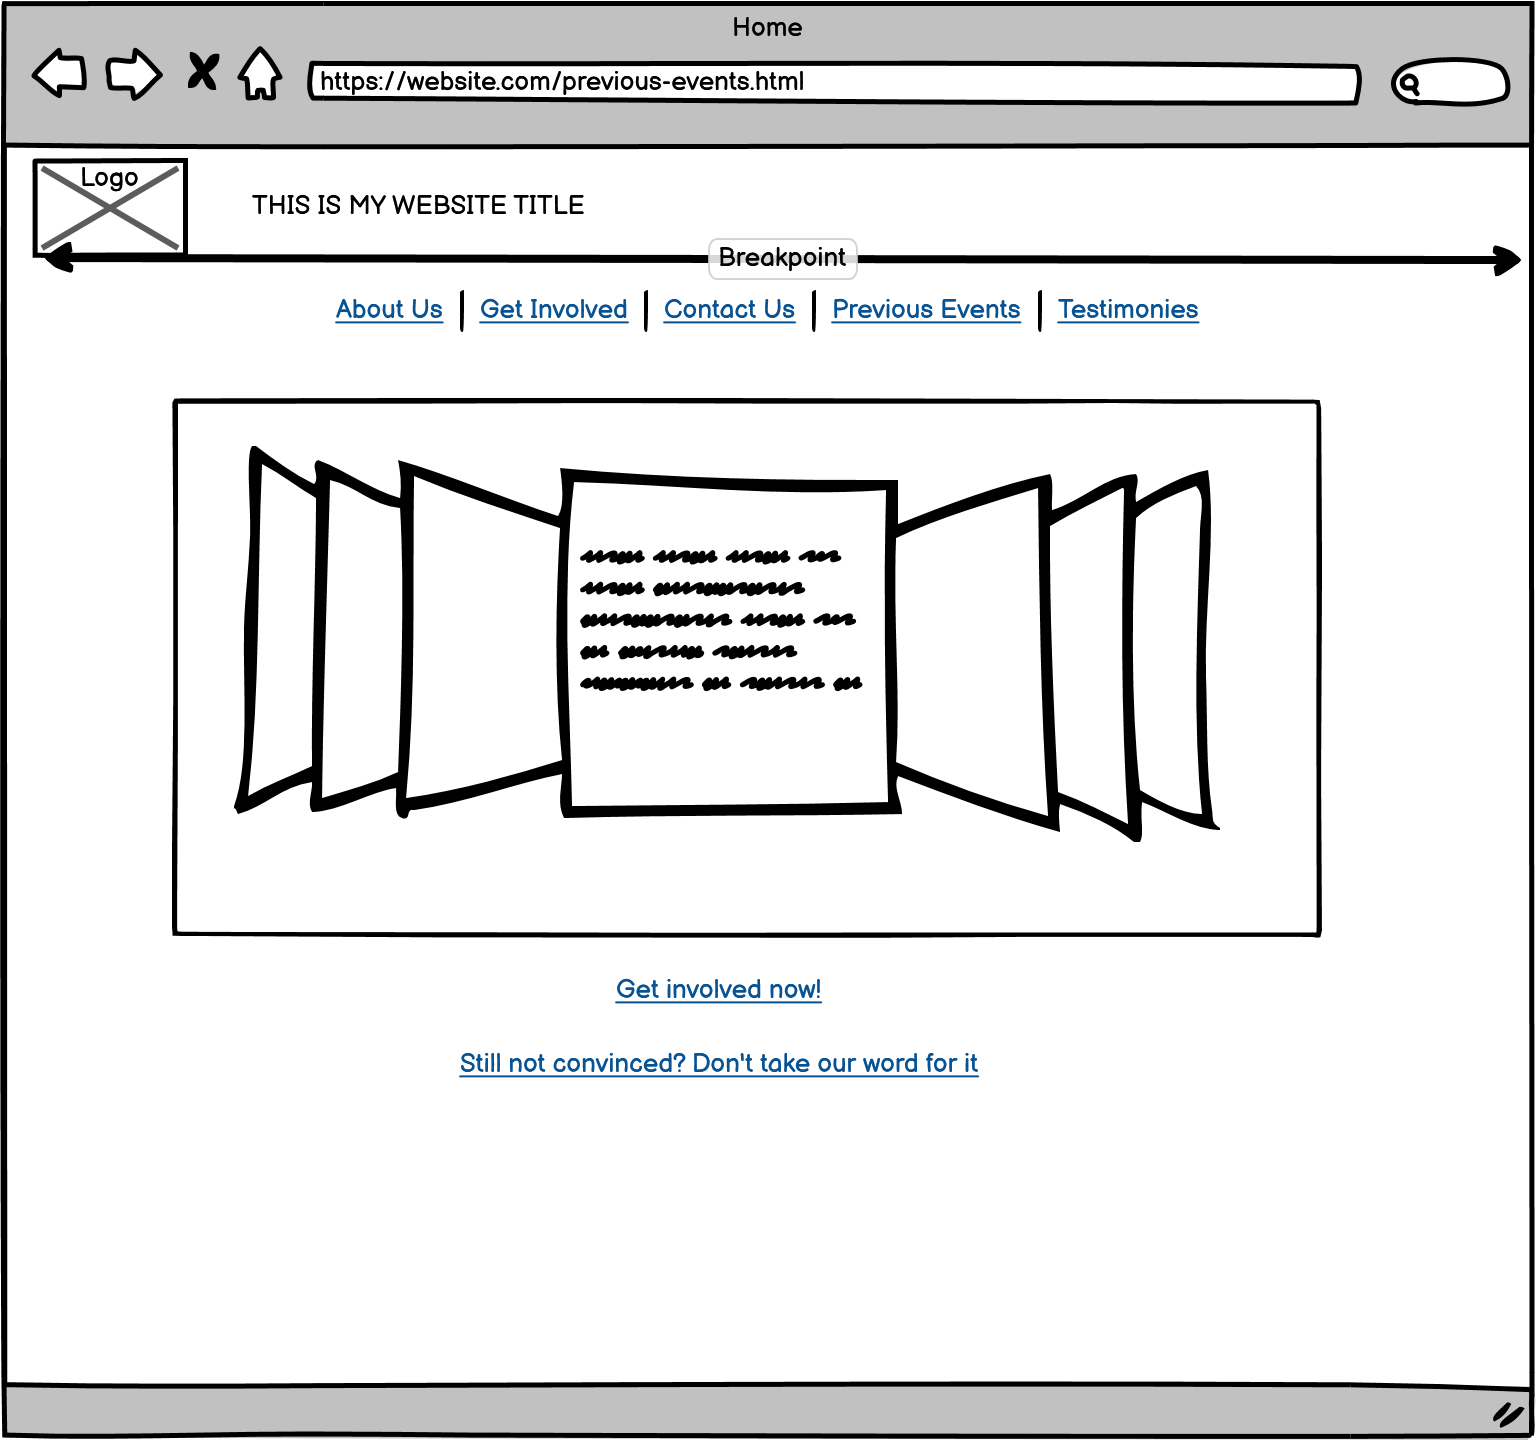 Home
https://website.com/previous-events.html
Logo
THIS IS MY WEBSITE TITLE
Breakpoint
About Us Get Involved Contact Us Previous Events Testimonies
Get involved now!
Still not convinced? Don't take our word for it